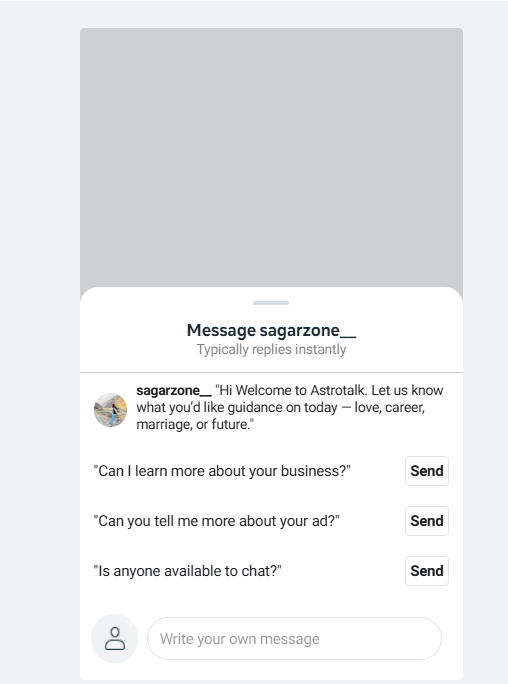 Message sagarzone__
Typically replies instantly
sagarzone__ "Hi Welcome to Astrotalk. Let us know
what you'd like guidance on today — love, career,
marriage, or future."
"Can I learn more about your business?" Send
"Can you tell me more about your ad?" Send
"Is anyone available to chat?" Send
Write your own message